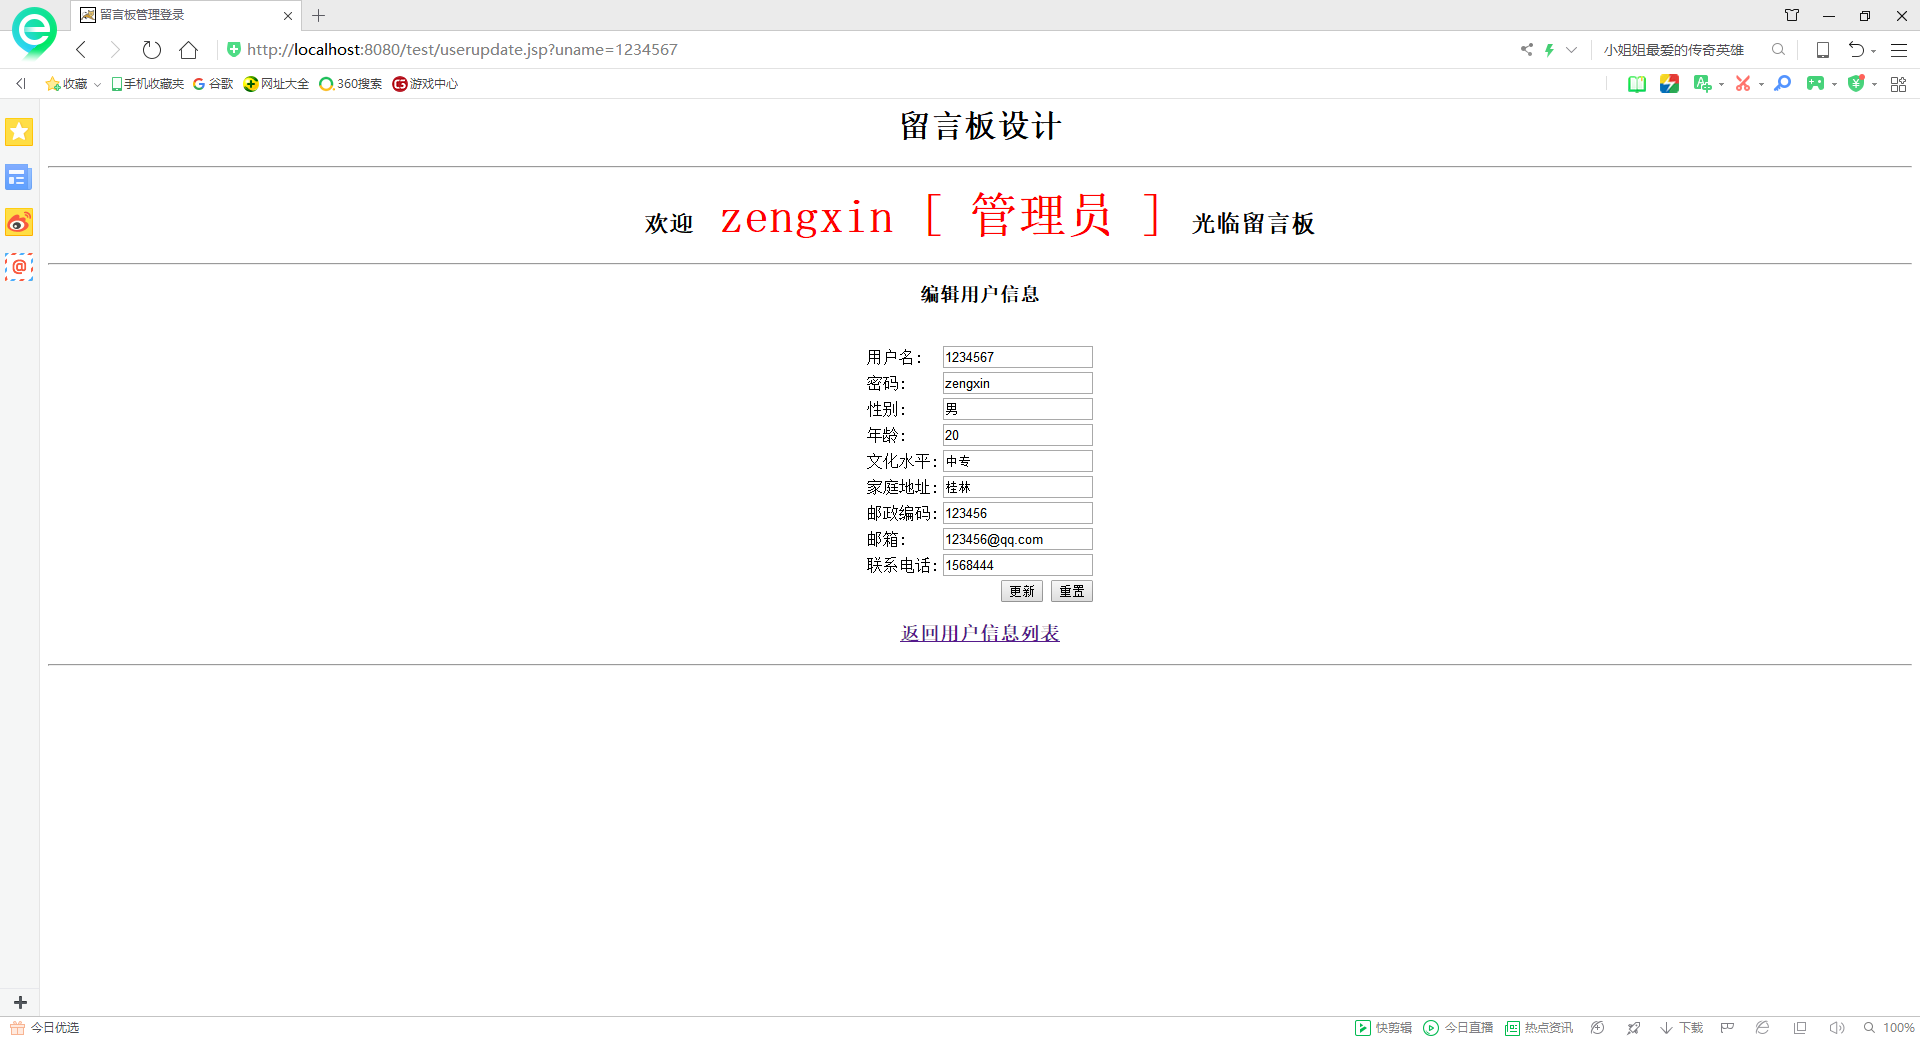 留言板管理登录
http://localhost:8080/test/userupdate.jsp?uname=1234567
小姐姐最爱的传奇英雄
收藏 手机收藏夹 谷歌 网址大全 360搜索 游戏中心
留言板设计
欢迎 zengxin [ 管理员 ] 光临留言板
编辑用户信息
用户名: 1234567
密码: zengxin
性别: 男
年龄: 20
文化水平: 中专
家庭地址: 桂林
邮政编码: 123456
邮箱: 123456@qq.com
联系电话: 1568444
更新 重置
返回用户信息列表
今日优选 快剪辑 今日直播 热点资讯 下载 100%